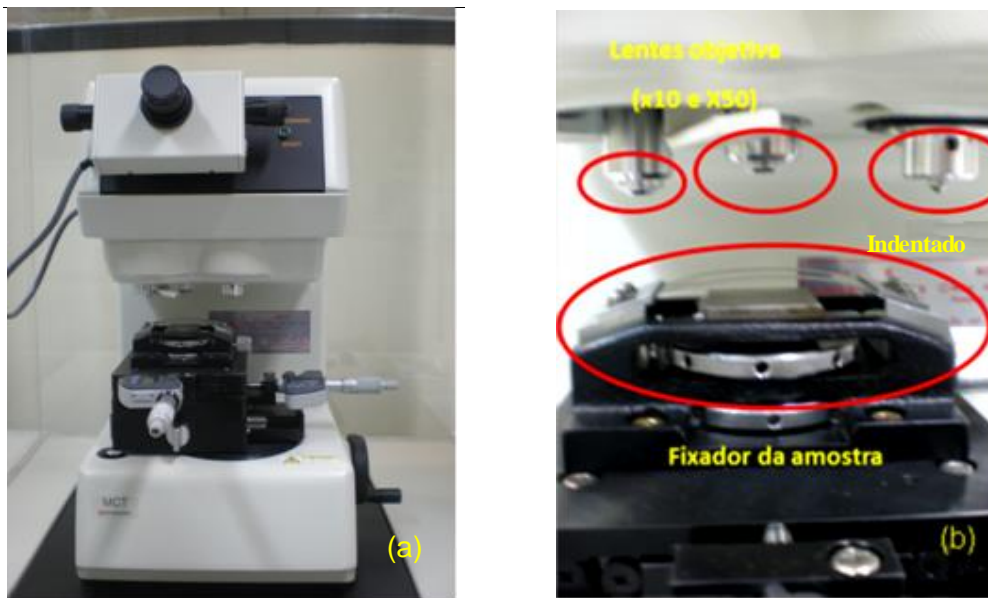 MCT
(a)
Lentes objetiva
(x10 e X50)
Indentado
Fixador da amostra
(b)